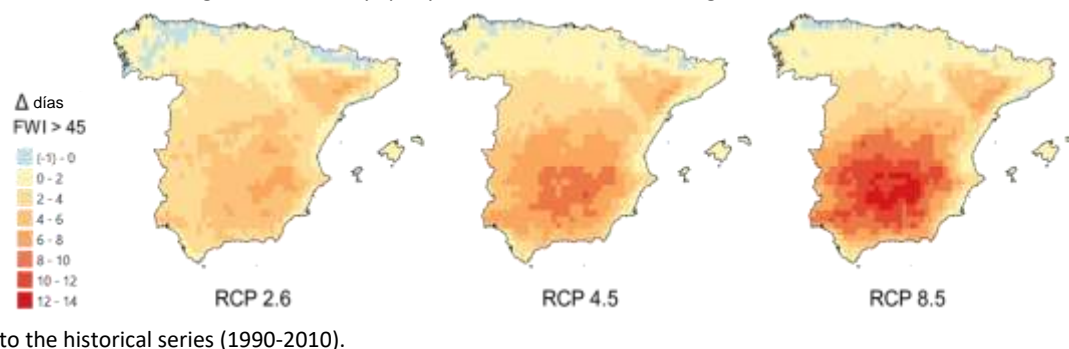 Δ días
FWI > 45
(-1) - 0
0 - 2
2 - 4
4 - 6
6 - 8
8 - 10
10 - 12
12 - 14
RCP 2.6
RCP 4.5
RCP 8.5
to the historical series (1990-2010).